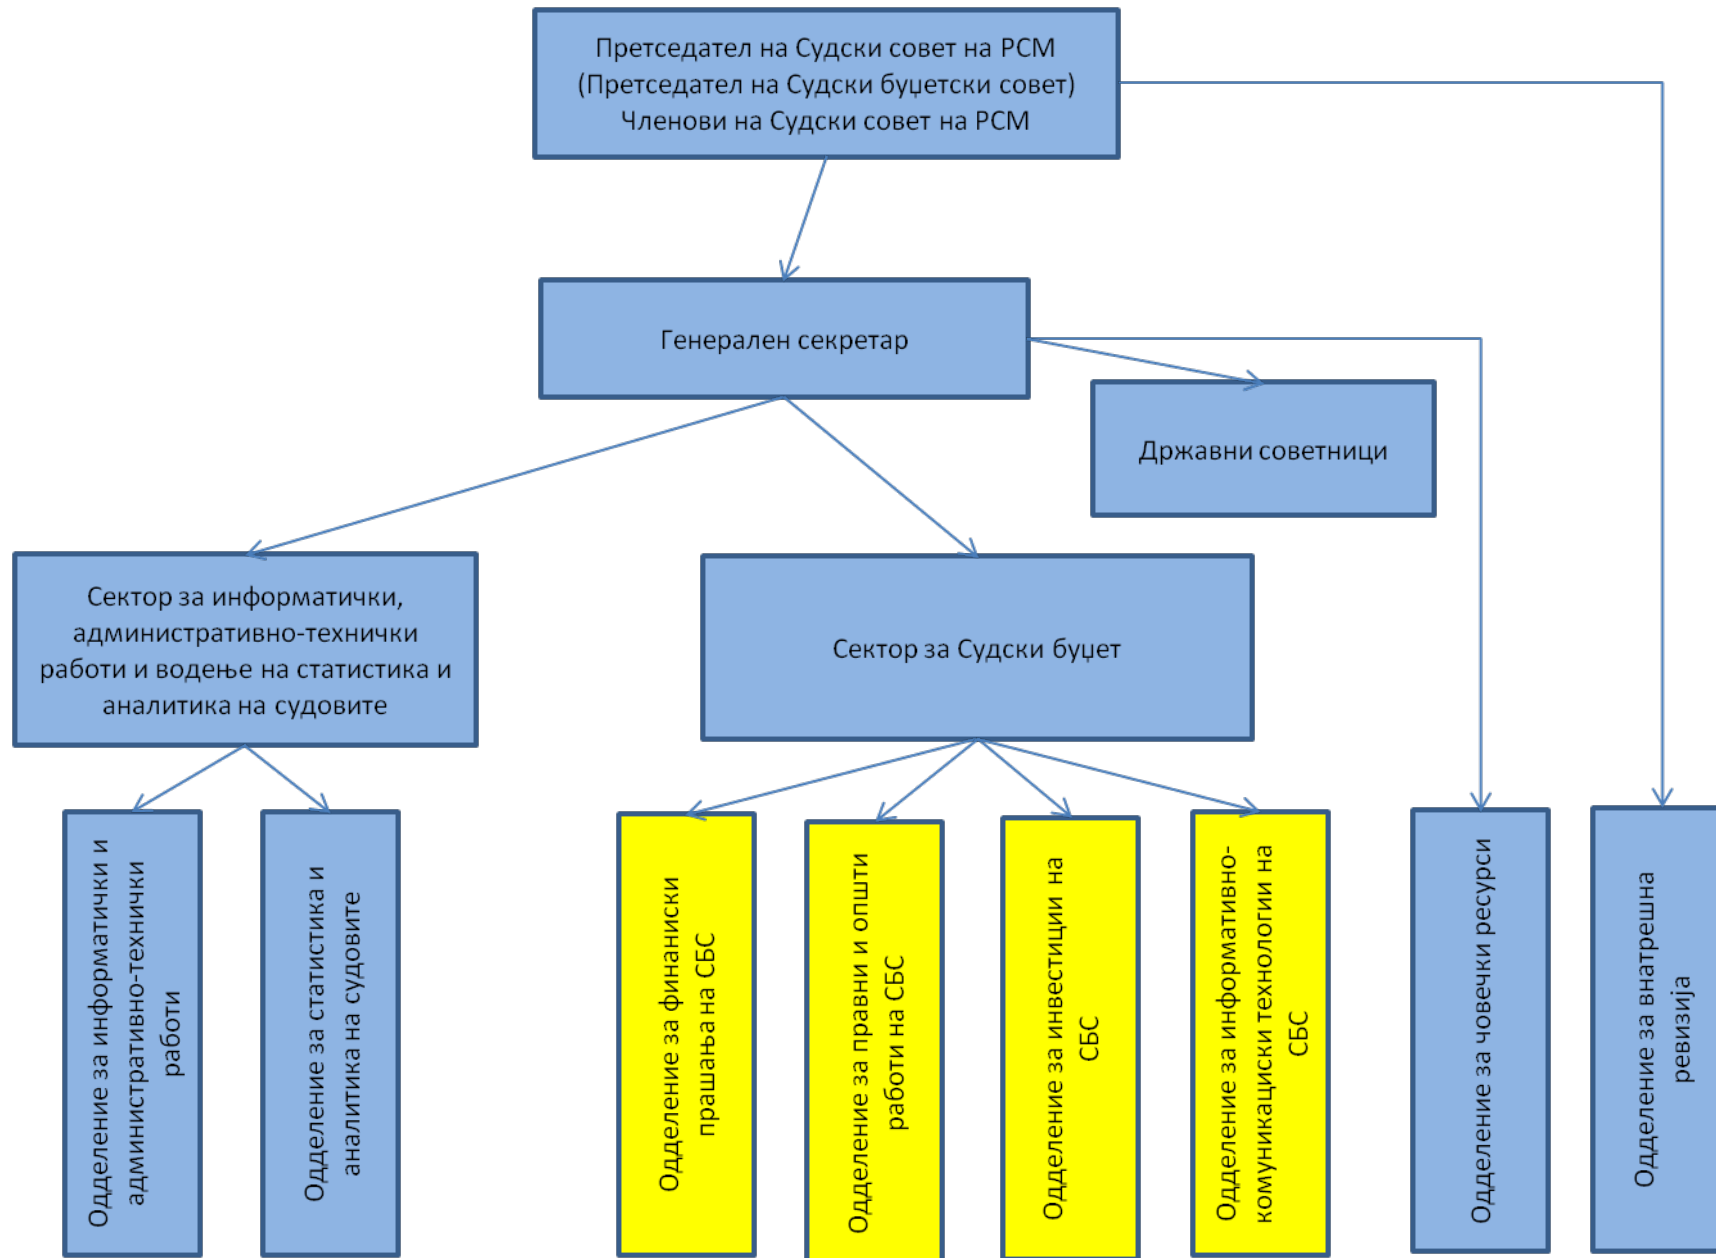 Претседател на Судски совет на РСМ
(Претседател на Судски буџетски совет)
Членови на Судски совет на РСМ
Генерален секретар
Државни советници
Сектор за информатички,
административно-технички
работи и водење на статистика и
аналитика на судовите
Сектор за Судски буџет
Одделение за информатички и
административно-технички
работи
Одделение за статистика и
аналитика на судовите
Одделение за финаниски
прашања на СБС
Одделение за правни и општи
работи на СБС
Одделение за инвестиции на
СБС
Одделение за информативно-
комуникациски технологии на
СБС
Одделение за човечки ресурси
Одделение за внатрешна
ревизија